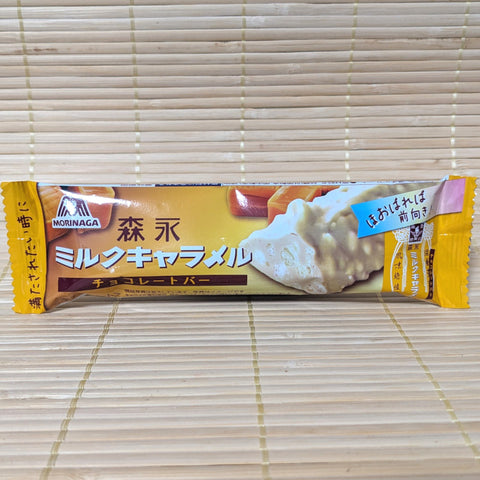 満たされたい時に
MORINAGA
森永
ミルクキャラメル
チョコレートバー
ほおばれば
前向き
ミルクキャラメ